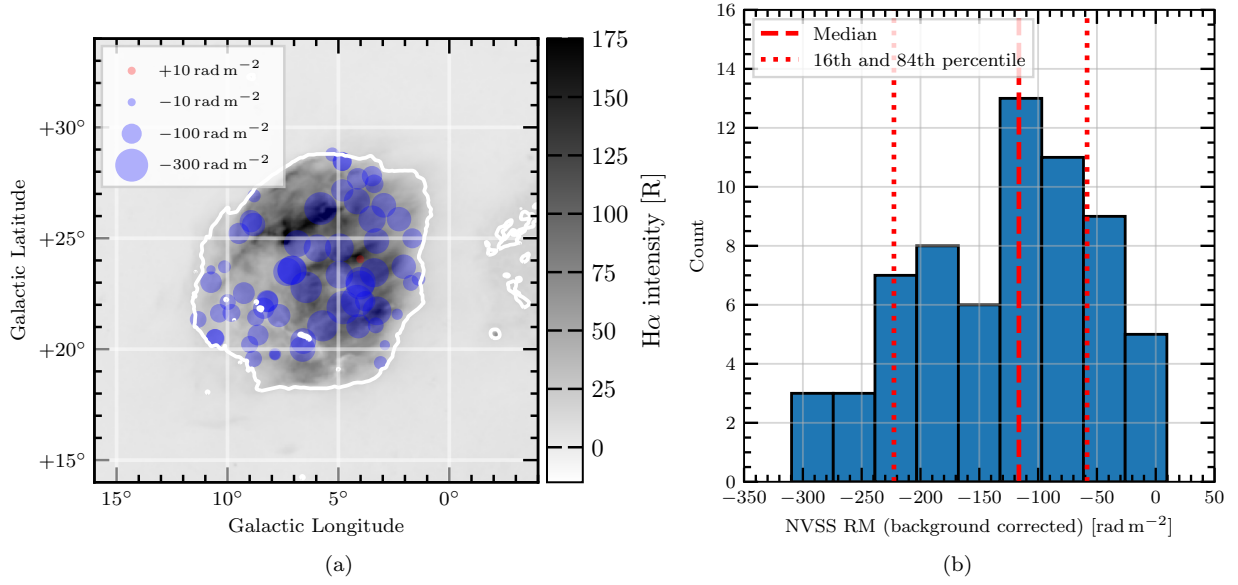 +10 rad m⁻²
−10 rad m⁻²
−100 rad m⁻²
−300 rad m⁻²
+30°
+25°
+20°
+15°
Galactic Latitude
15°
10°
5°
0°
Galactic Longitude
175
150
125
100
75
50
25
0
Hα intensity [R]
(a)
Median
16th and 84th percentile
16
14
12
10
8
6
4
2
0
Count
−350
−300
−250
−200
−150
−100
−50
0
50
NVSS RM (background corrected) [rad m⁻²]
(b)